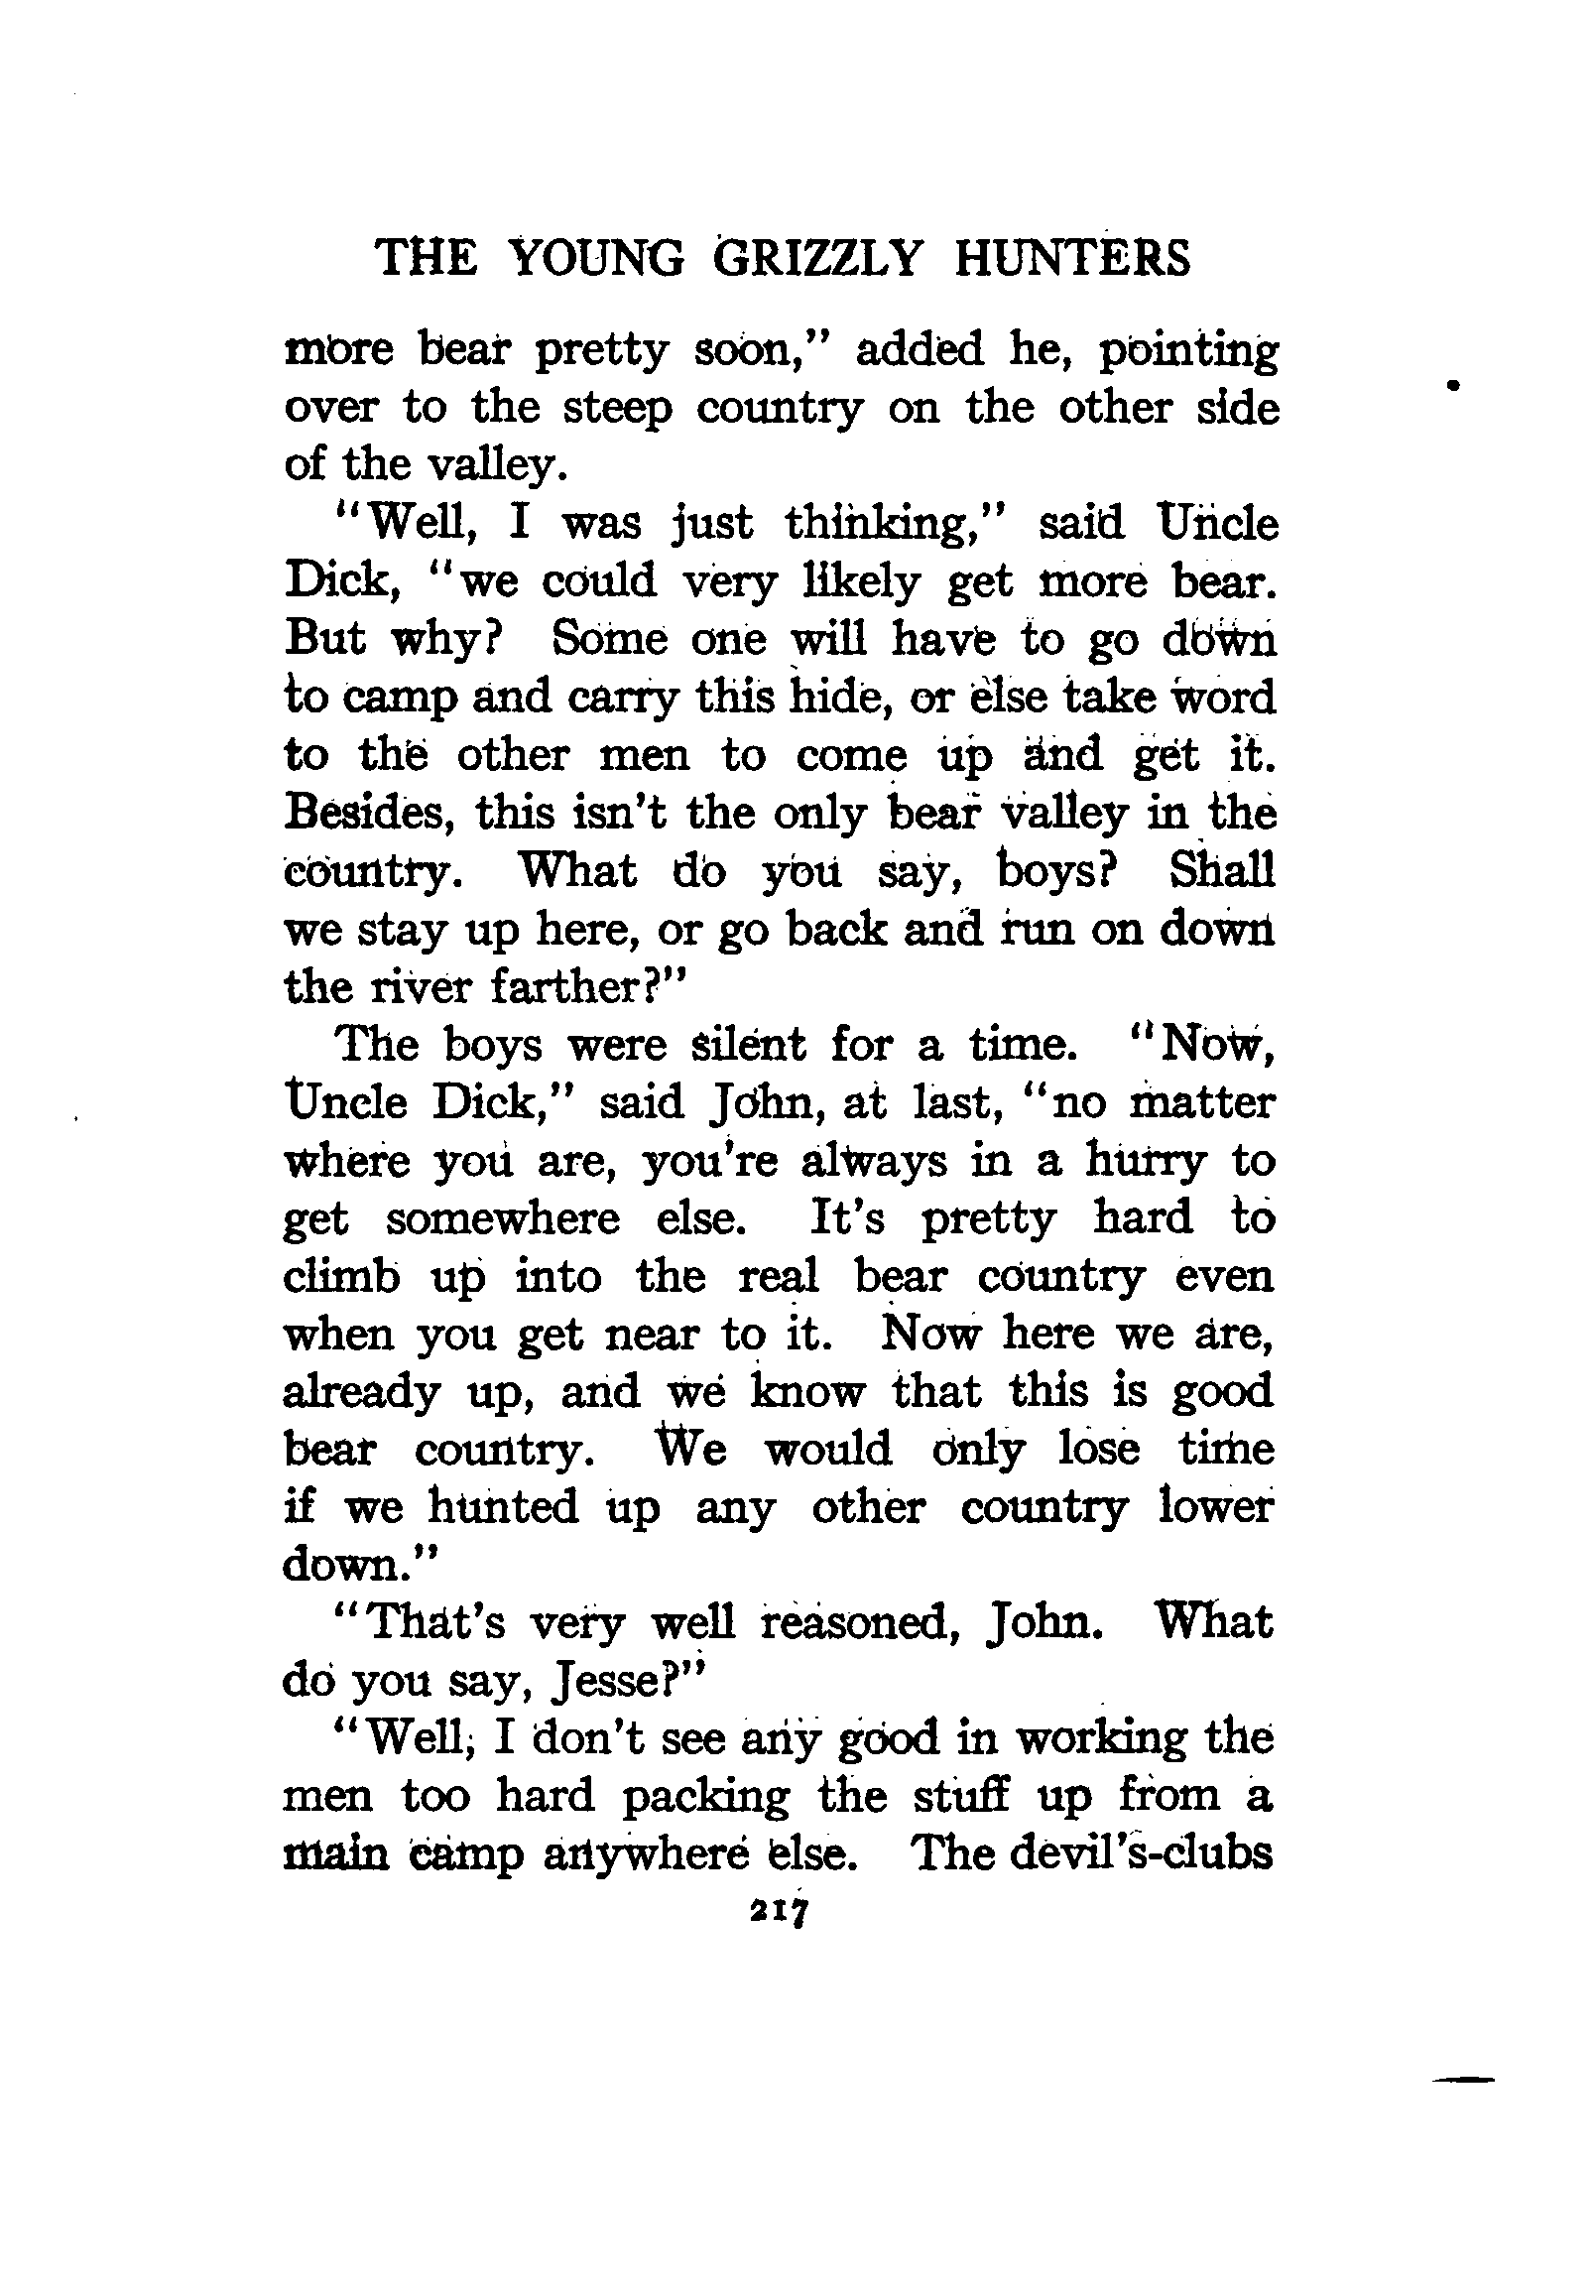 THE YOUNG GRIZZLY HUNTERS
more bear pretty soon," added he, pointing
over to the steep country on the other side
of the valley.
"Well, I was just thinking," said Uncle
Dick, "we could very likely get more bear.
But why? Some one will have to go down
to camp and carry this hide, or else take word
to the other men to come up and get it.
Besides, this isn't the only bear valley in the
country. What do you say, boys? Shall
we stay up here, or go back and run on down
the river farther?"
The boys were silent for a time. "Now,
Uncle Dick," said John, at last, "no matter
where you are, you're always in a hurry to
get somewhere else. It's pretty hard to
climb up into the real bear country even
when you get near to it. Now here we are,
already up, and we know that this is good
bear country. We would only lose time
if we hunted up any other country lower
down."
"That's very well reasoned, John. What
do you say, Jesse?"
"Well, I don't see any good in working the
men too hard packing the stuff up from a
main camp anywhere else. The devil's-clubs
217